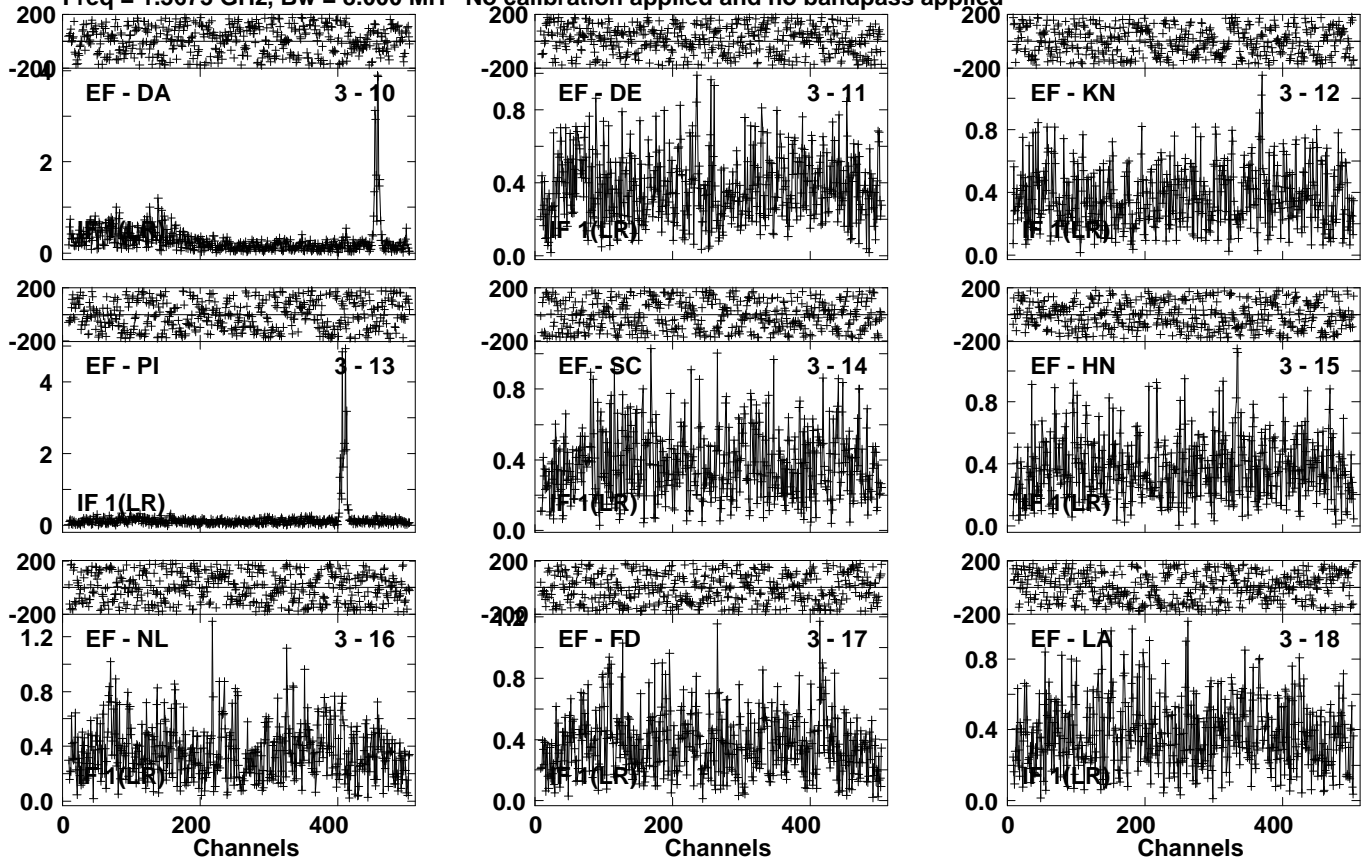 Freq = 1.3675 GHz, Bw = 8.000 MH No calibration applied and no bandpass applied
200
-200
EF - DA 3 - 10
4
2
0
IF 1(LR)
200
-200
EF - DE 3 - 11
0.8
0.4
0.0
IF 1(LR)
200
-200
EF - KN 3 - 12
0.8
0.4
0.0
IF 1(LR)
200
-200
EF - PI 3 - 13
4
2
0
IF 1(LR)
200
-200
EF - SC 3 - 14
0.8
0.4
0.0
IF 1(LR)
200
-200
EF - HN 3 - 15
0.8
0.4
0.0
IF 1(LR)
200
-200
EF - NL 3 - 16
1.2
0.8
0.4
0.0
IF 1(LR)
0 200 400
Channels
200
-200
EF - FD 3 - 17
1.2
0.8
0.4
0.0
IF 1(LR)
0 200 400
Channels
200
-200
EF - LA 3 - 18
0.8
0.4
0.0
IF 1(LR)
0 200 400
Channels